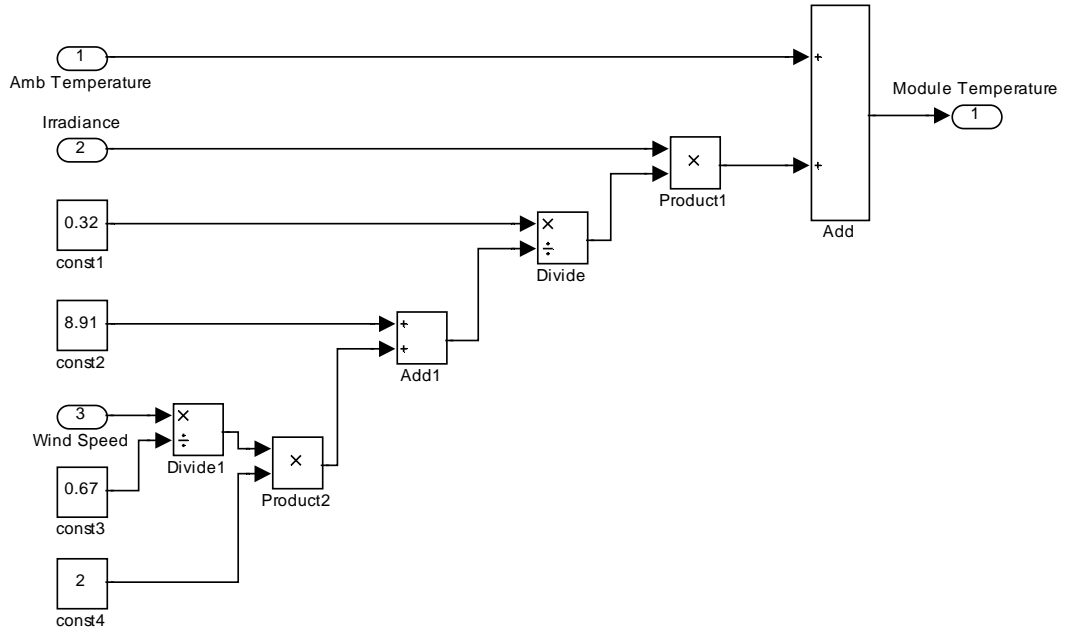 1
Amb Temperature
Module Temperature
1
Irradiance
2
×
Product1
+
+
Add
0.32
const1
×
÷
Divide
8.91
const2
+
+
Add1
3
Wind Speed
×
÷
Divide1
×
Product2
0.67
const3
2
const4